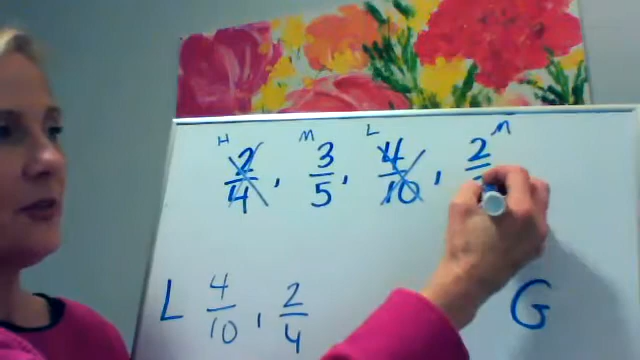 H M L M
2/4, 3/5, 4/10, 2/
L 4/10, 2/4 G